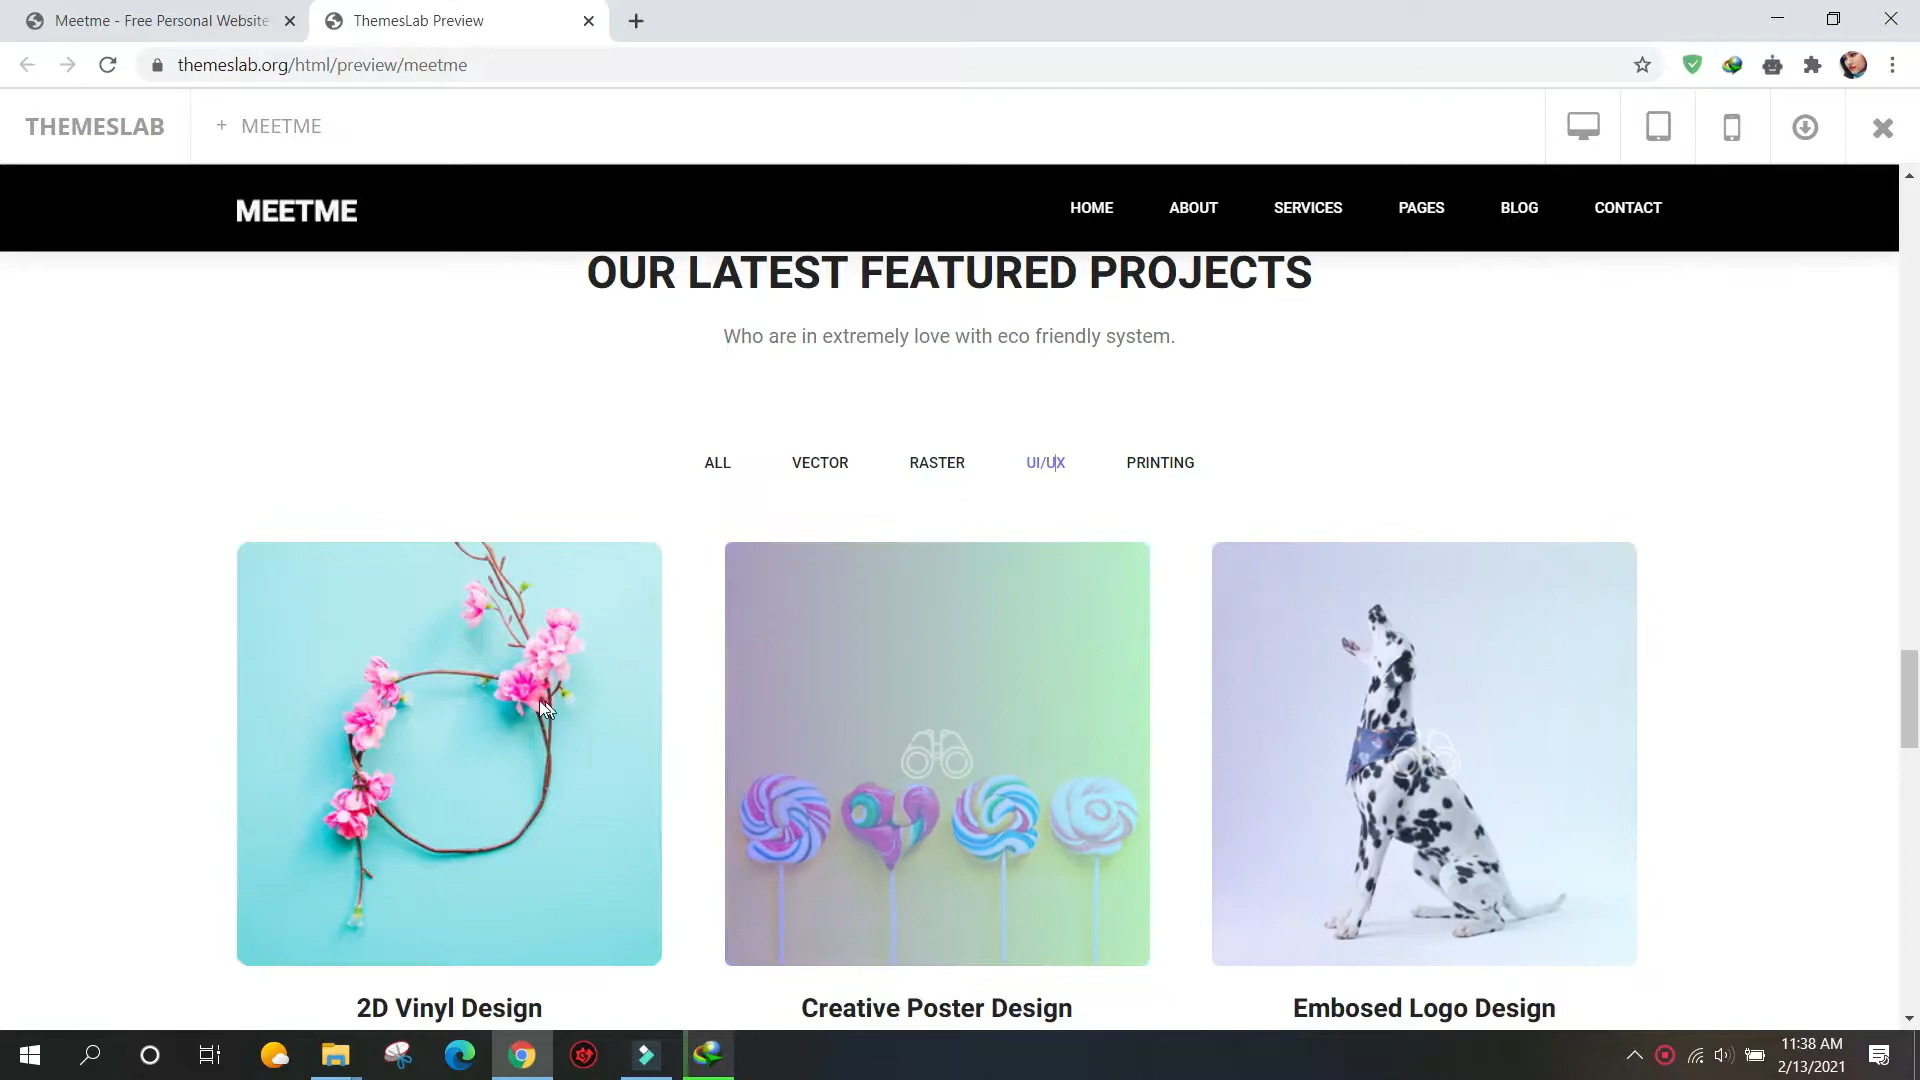 Meetme - Free Personal Website
ThemesLab Preview
themeslab.org/html/preview/meetme
THEMESLAB
+ MEETME
MEETME
HOME
ABOUT
SERVICES
PAGES
BLOG
CONTACT
OUR LATEST FEATURED PROJECTS
Who are in extremely love with eco friendly system.
ALL
VECTOR
RASTER
UI/UX
PRINTING
2D Vinyl Design
Creative Poster Design
Embosed Logo Design
11:38 AM
2/13/2021